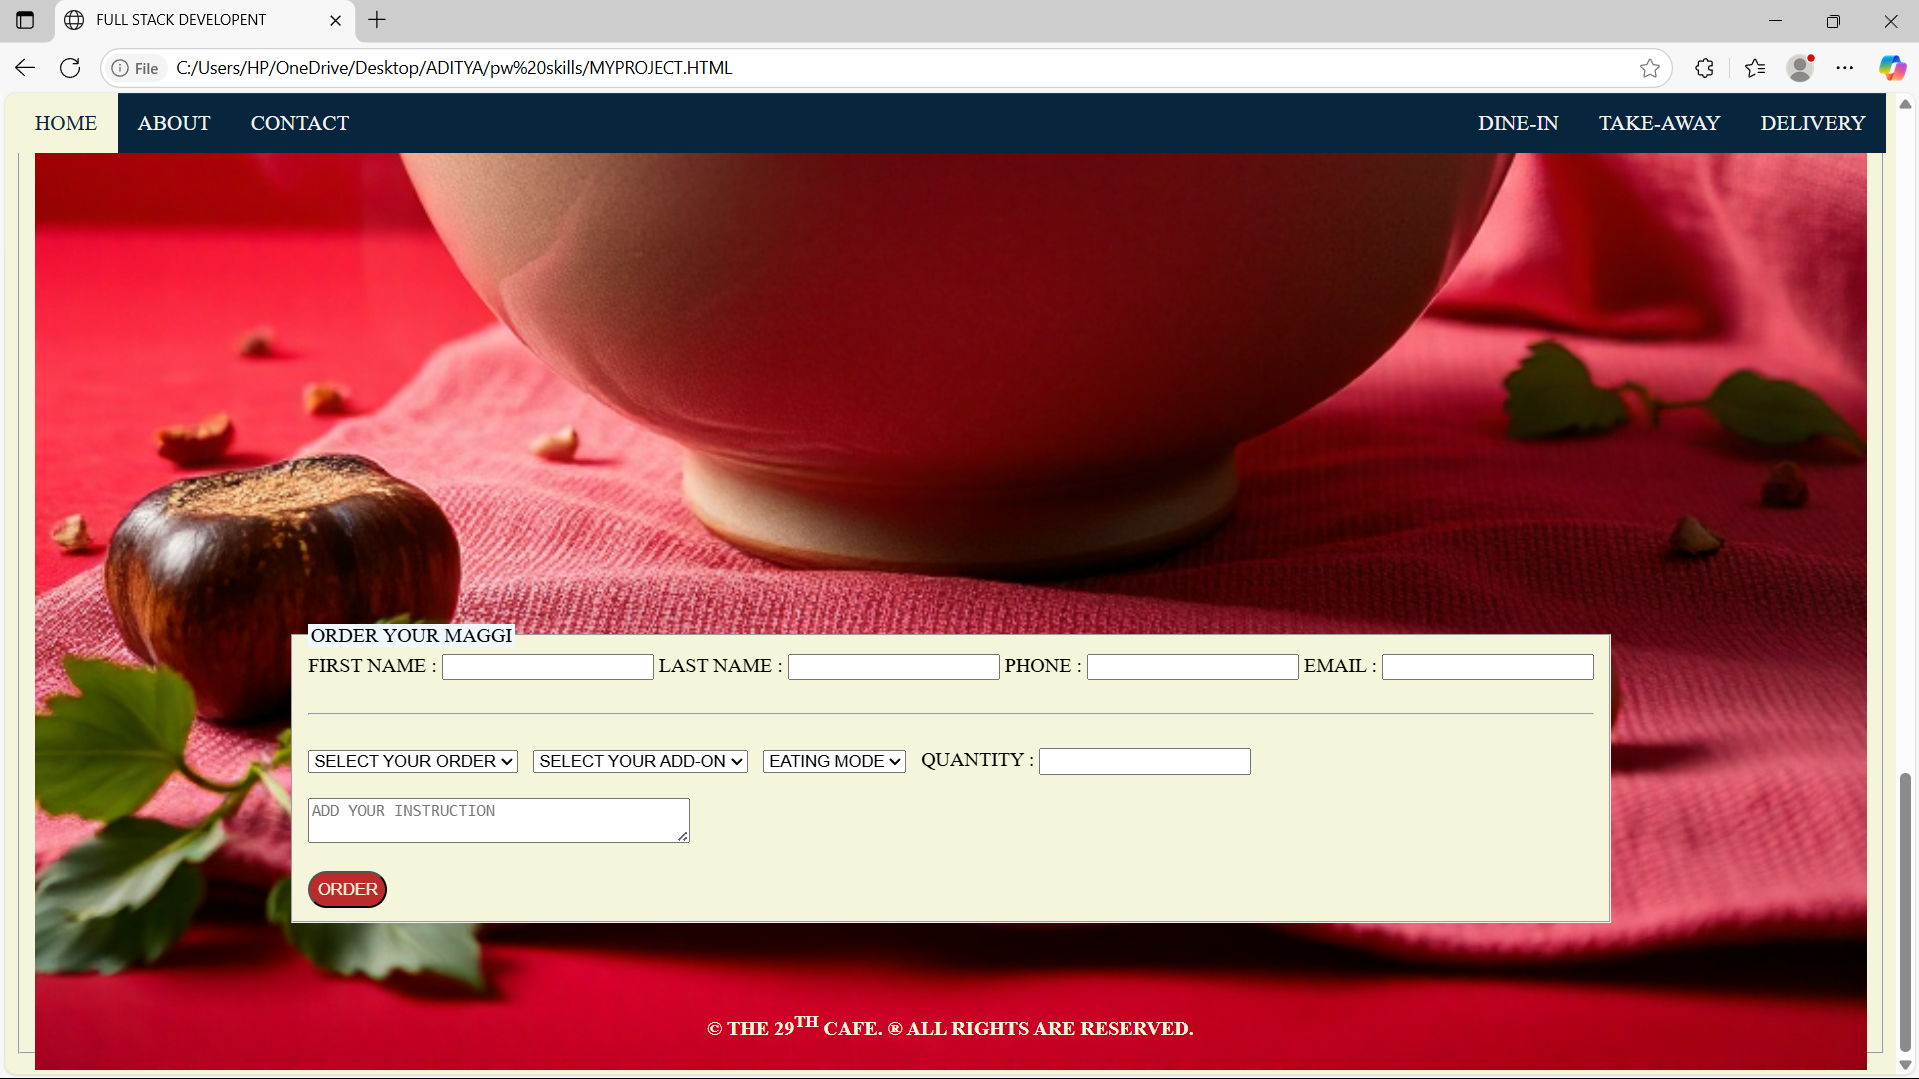 FULL STACK DEVELOPENT
File C:/Users/HP/OneDrive/Desktop/ADITYA/pw%20skills/MYPROJECT.HTML
HOME ABOUT CONTACT DINE-IN TAKE-AWAY DELIVERY
ORDER YOUR MAGGI
FIRST NAME : LAST NAME : PHONE : EMAIL :
SELECT YOUR ORDER SELECT YOUR ADD-ON EATING MODE QUANTITY :
ADD YOUR INSTRUCTION
ORDER
© THE 29TH CAFE. ® ALL RIGHTS ARE RESERVED.